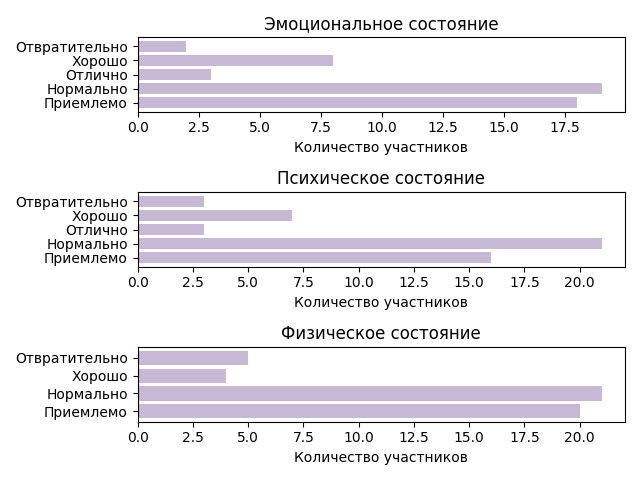 Эмоциональное состояние
Отвратительно
Хорошо
Отлично
Нормально
Приемлемо
0.0 2.5 5.0 7.5 10.0 12.5 15.0 17.5
Количество участников
Психическое состояние
Отвратительно
Хорошо
Отлично
Нормально
Приемлемо
0.0 2.5 5.0 7.5 10.0 12.5 15.0 17.5 20.0
Количество участников
Физическое состояние
Отвратительно
Хорошо
Нормально
Приемлемо
0.0 2.5 5.0 7.5 10.0 12.5 15.0 17.5 20.0
Количество участников